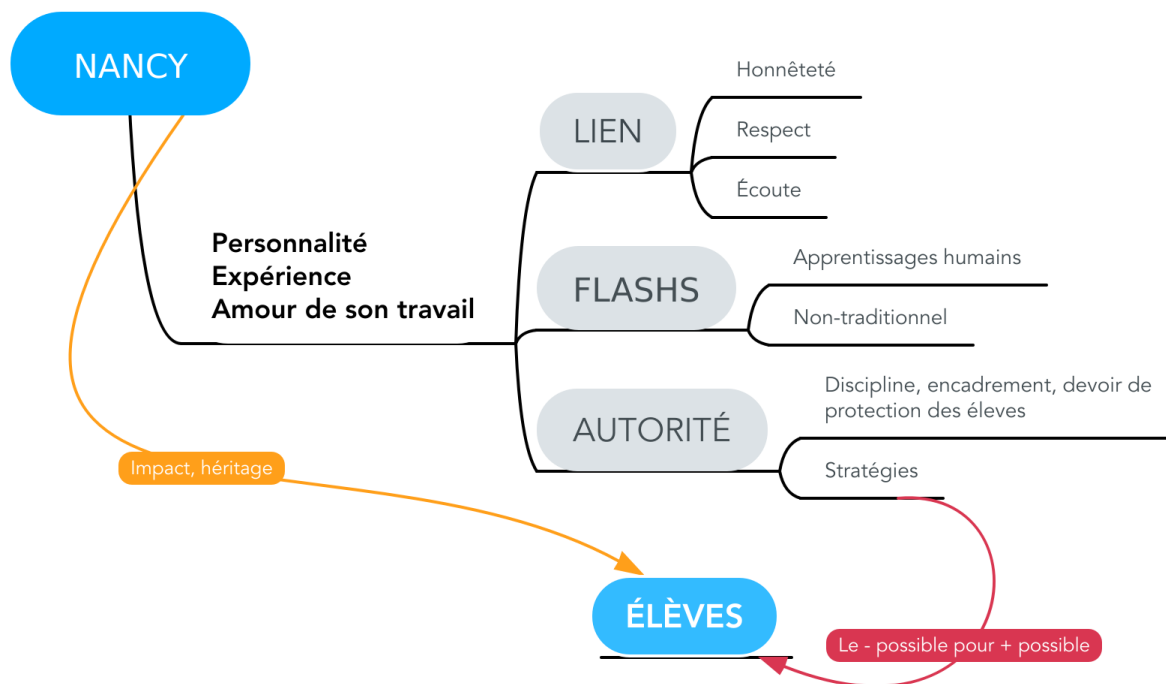 NANCY
Honnêteté
LIEN
Respect
Écoute
Personnalité
Expérience
Amour de son travail
Apprentissages humains
FLASHS
Non-traditionnel
Discipline, encadrement, devoir de
protection des éleves
AUTORITÉ
Stratégies
Impact, héritage
ÉLÈVES
Le - possible pour + possible